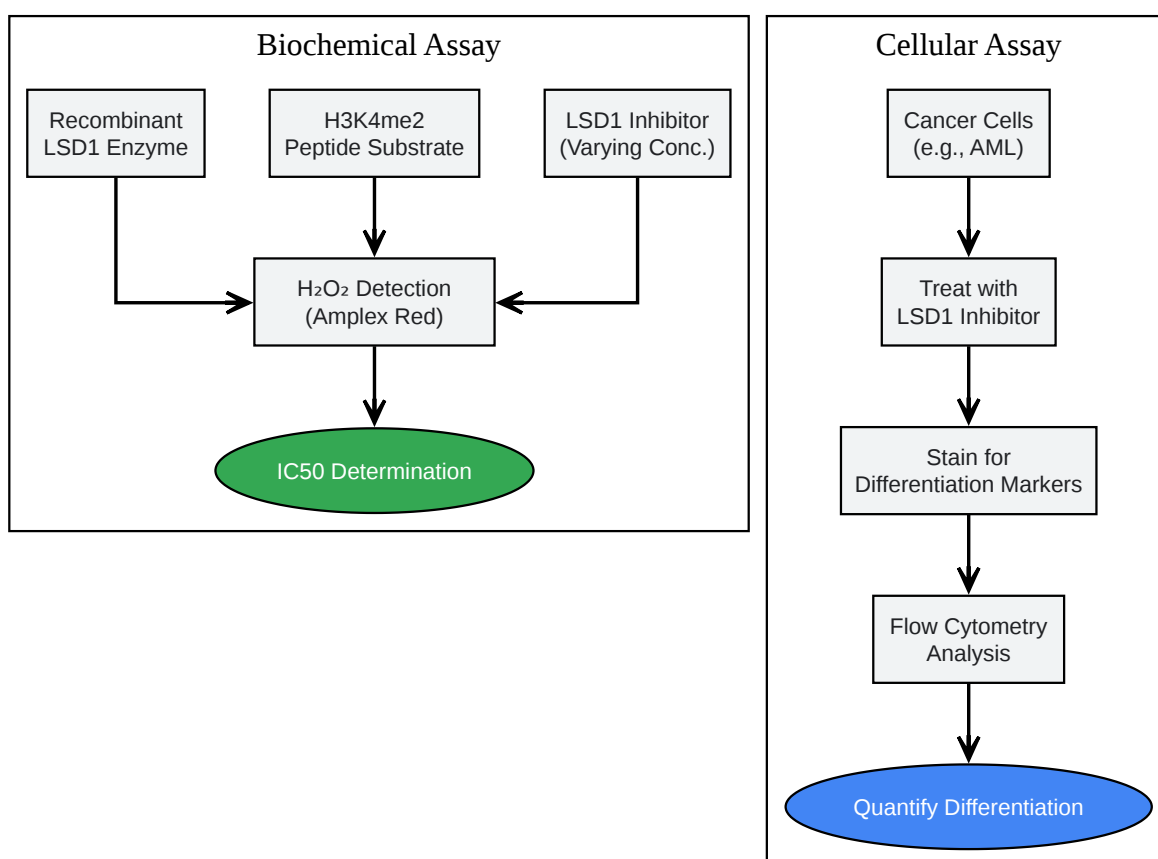 Biochemical Assay
Recombinant
LSD1 Enzyme
H3K4me2
Peptide Substrate
LSD1 Inhibitor
(Varying Conc.)
H₂O₂ Detection
(Amplex Red)
IC50 Determination
Cellular Assay
Cancer Cells
(e.g., AML)
Treat with
LSD1 Inhibitor
Stain for
Differentiation Markers
Flow Cytometry
Analysis
Quantify Differentiation